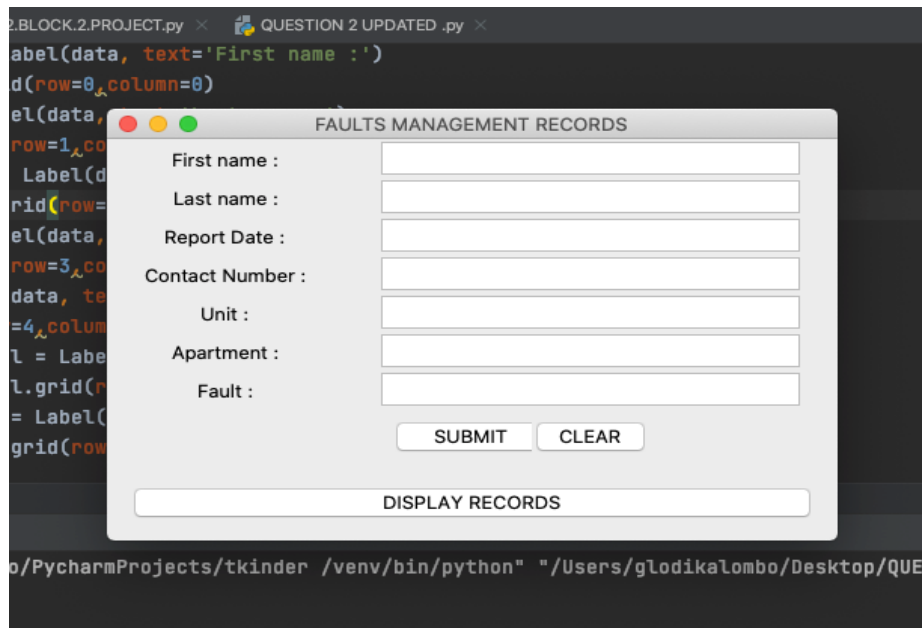 2.BLOCK.2.PROJECT.py × QUESTION 2 UPDATED .py ×
abel(data, text='First name :')
d(row=0,column=0)
el(data,
row=1,co
Label(d
rid(row=
el(data,
row=3,co
data, te
=4,colum
l = Labe
l.grid(r
= Label(
grid(row
FAULTS MANAGEMENT RECORDS
First name :
Last name :
Report Date :
Contact Number :
Unit :
Apartment :
Fault :
SUBMIT CLEAR
DISPLAY RECORDS
o/PycharmProjects/tkinder /venv/bin/python" "/Users/glodikalombo/Desktop/QUE